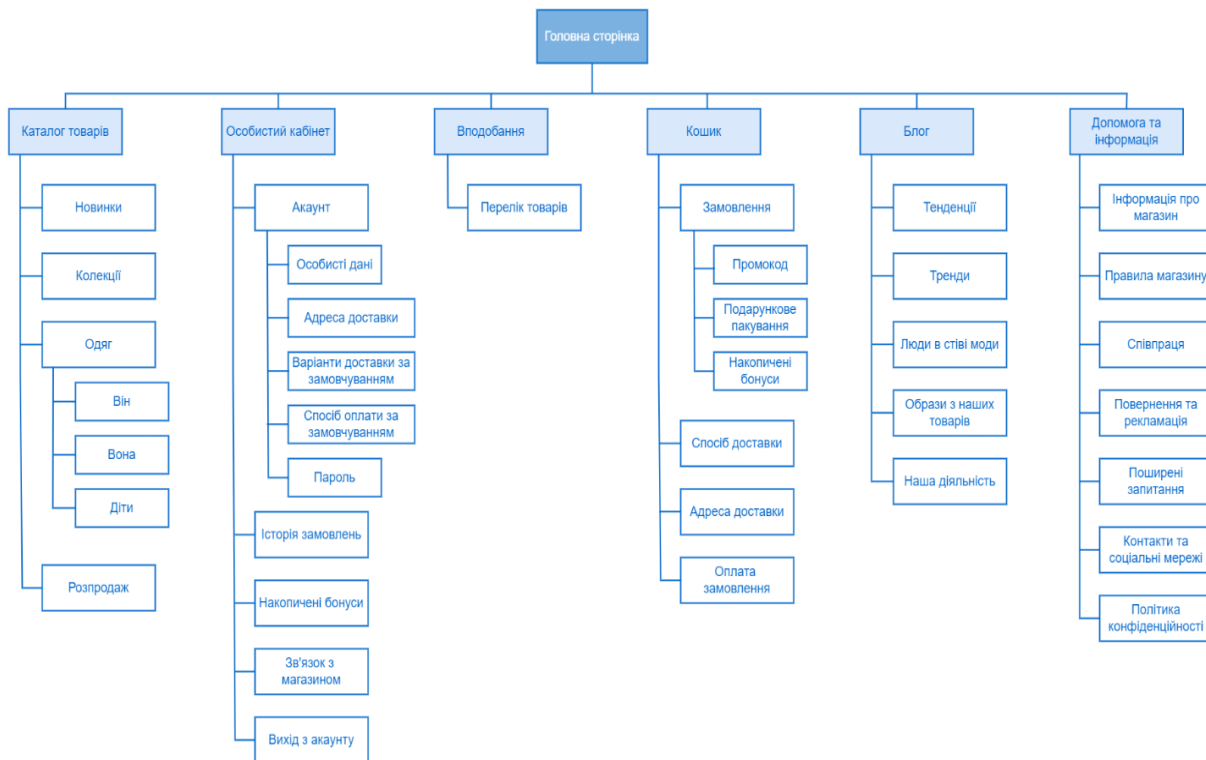 Головна сторінка
Каталог товарів
Новинки
Колекції
Одяг
Він
Вона
Діти
Розпродаж
Особистий кабінет
Акаунт
Особисті дані
Адреса доставки
Варіанти доставки за
замовчуванням
Спосіб оплати за
замовчуванням
Пароль
Історія замовлень
Накопичені бонуси
Зв'язок з
магазином
Вихід з акаунту
Вподобання
Перелік товарів
Кошик
Замовлення
Промокод
Подарункове
пакування
Накопичені
бонуси
Спосіб доставки
Адреса доставки
Оплата
замовлення
Блог
Тенденції
Тренди
Люди в стіві моди
Образи з наших
товарів
Наша діяльність
Допомога та
інформація
Інформація про
магазин
Правила магазину
Співпраця
Повернення та
рекламація
Поширені
запитання
Контакти та
соціальні мережі
Політика
конфіденційності